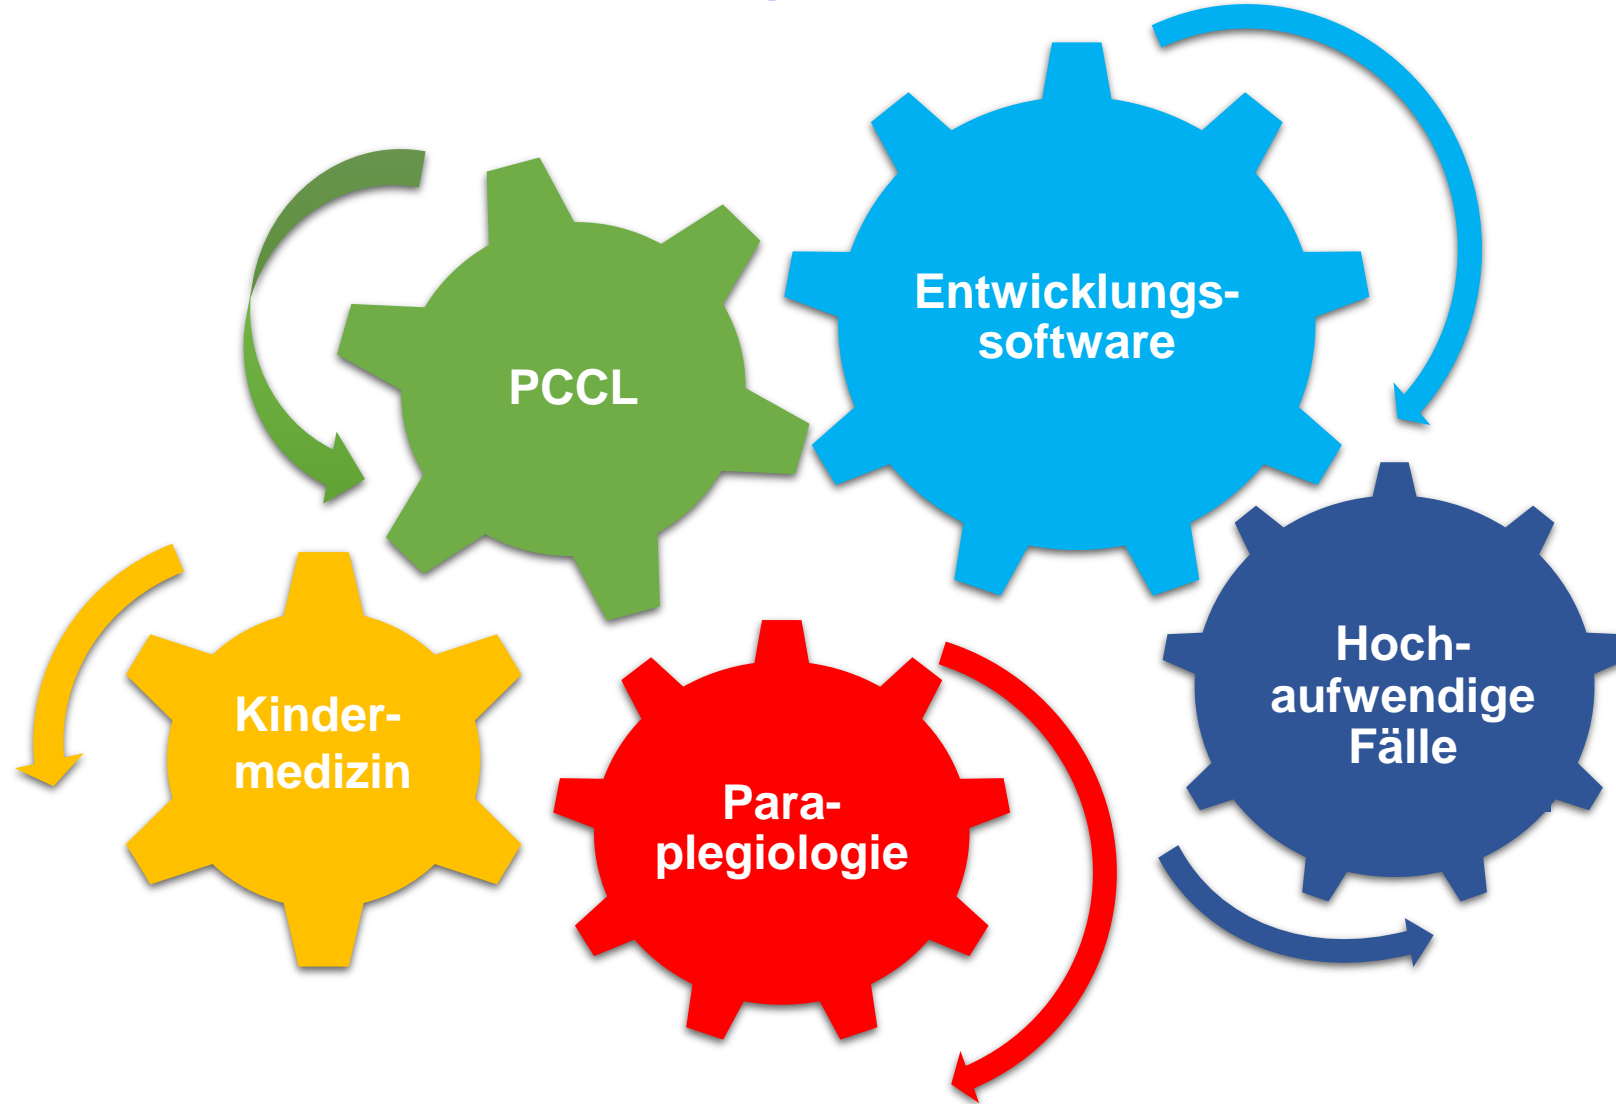 Entwicklungs-
software
PCCL
Hoch-
aufwendige
Fälle
Kinder-
medizin
Para-
plegiologie